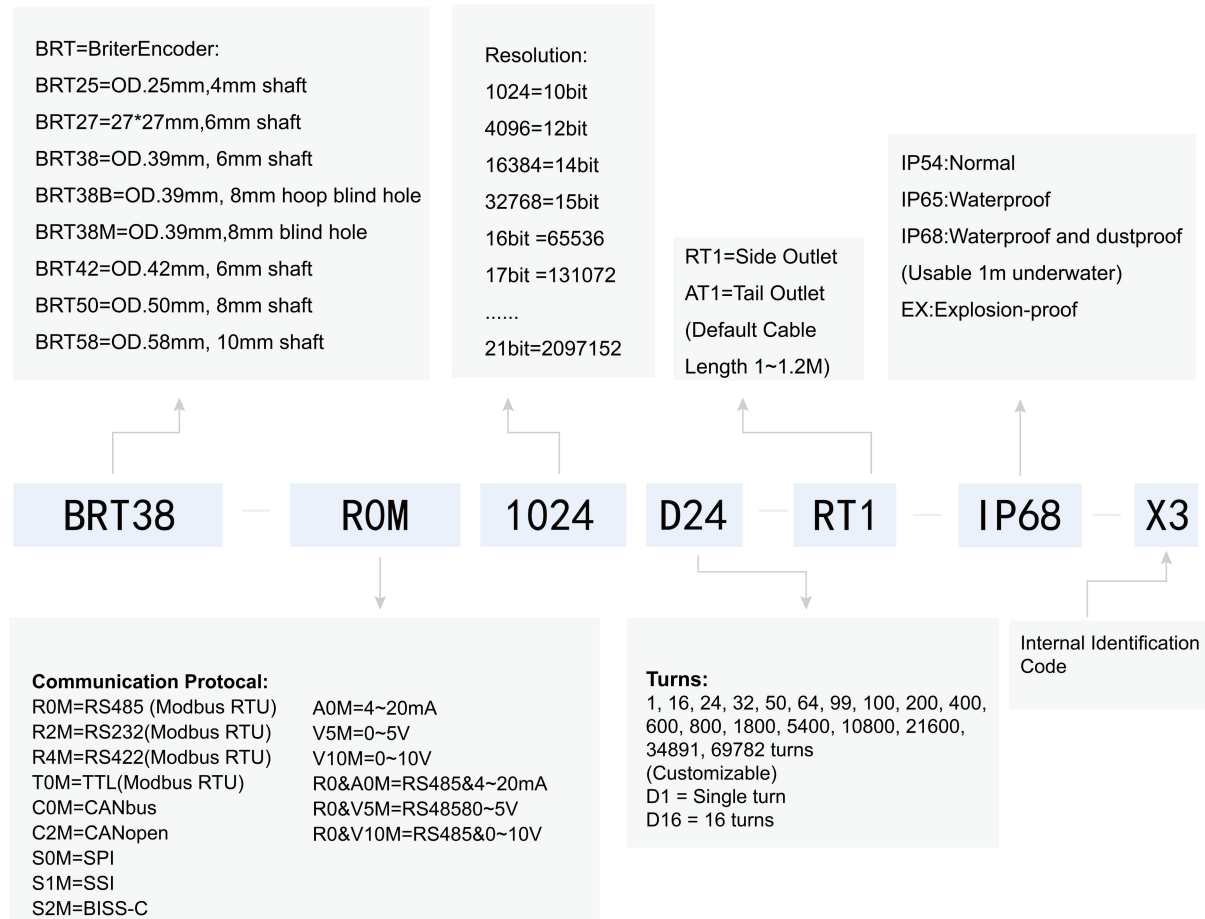 BRT=BriterEncoder:
BRT25=OD.25mm,4mm shaft
BRT27=27*27mm,6mm shaft
BRT38=OD.39mm, 6mm shaft
BRT38B=OD.39mm, 8mm hoop blind hole
BRT38M=OD.39mm,8mm blind hole
BRT42=OD.42mm, 6mm shaft
BRT50=OD.50mm, 8mm shaft
BRT58=OD.58mm, 10mm shaft
Resolution:
1024=10bit
4096=12bit
16384=14bit
32768=15bit
16bit =65536
17bit =131072
......
21bit=2097152
RT1=Side Outlet
AT1=Tail Outlet
(Default Cable
Length 1~1.2M)
IP54:Normal
IP65:Waterproof
IP68:Waterproof and dustproof
(Usable 1m underwater)
EX:Explosion-proof
BRT38 — R0M 1024 D24 — RT1 — IP68 — X3
Communication Protocal:
R0M=RS485 (Modbus RTU)
R2M=RS232(Modbus RTU)
R4M=RS422(Modbus RTU)
T0M=TTL(Modbus RTU)
C0M=CANbus
C2M=CANopen
S0M=SPI
S1M=SSI
S2M=BISS-C
A0M=4~20mA
V5M=0~5V
V10M=0~10V
R0&A0M=RS485&4~20mA
R0&V5M=RS48580~5V
R0&V10M=RS485&0~10V
Turns:
1, 16, 24, 32, 50, 64, 99, 100, 200, 400,
600, 800, 1800, 5400, 10800, 21600,
34891, 69782 turns
(Customizable)
D1 = Single turn
D16 = 16 turns
Internal Identification
Code